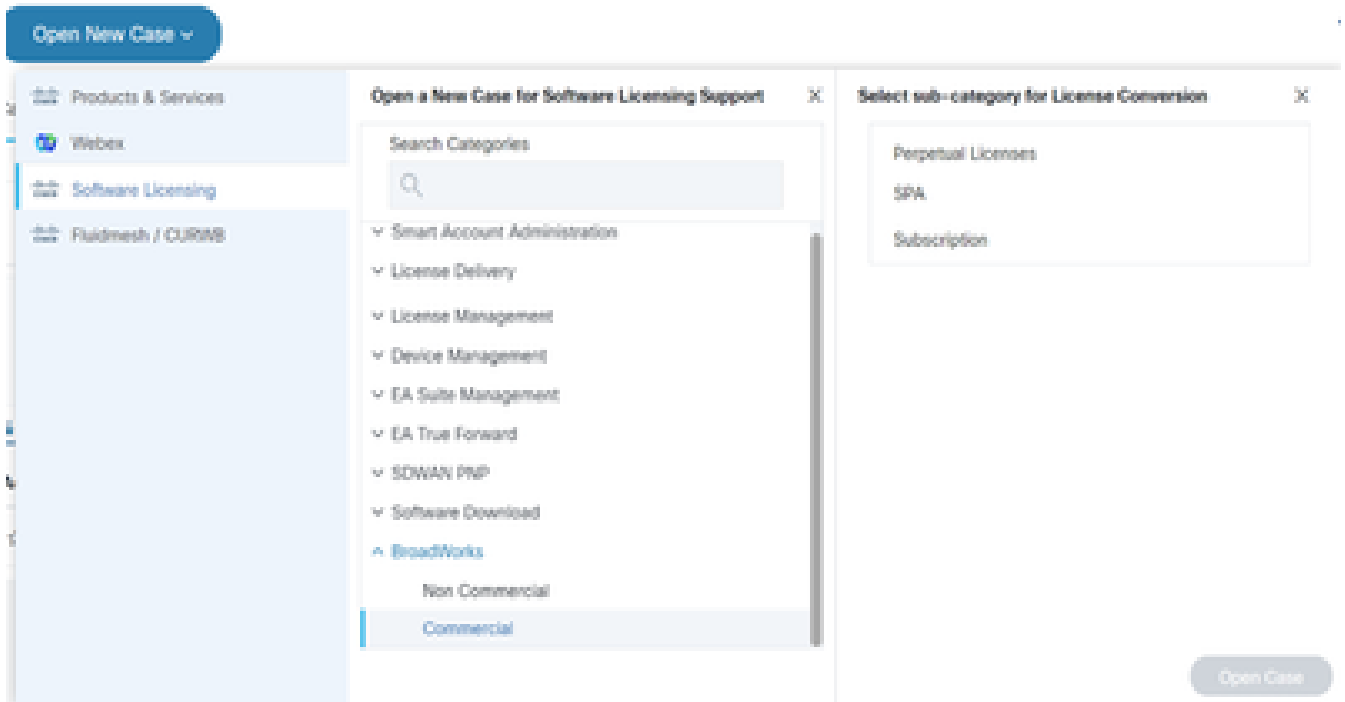 Open New Case
Products & Services
Webex
Software Licensing
Fluidmesh / CURWB
Open a New Case for Software Licensing Support
Search Categories
Smart Account Administration
License Delivery
License Management
Device Management
EA Suite Management
EA True Forward
SDWAN PNP
Software Download
BroadWorks
Non Commercial
Commercial
Select sub-category for License Conversion
Perpetual Licenses
SPA
Subscription
Open Case